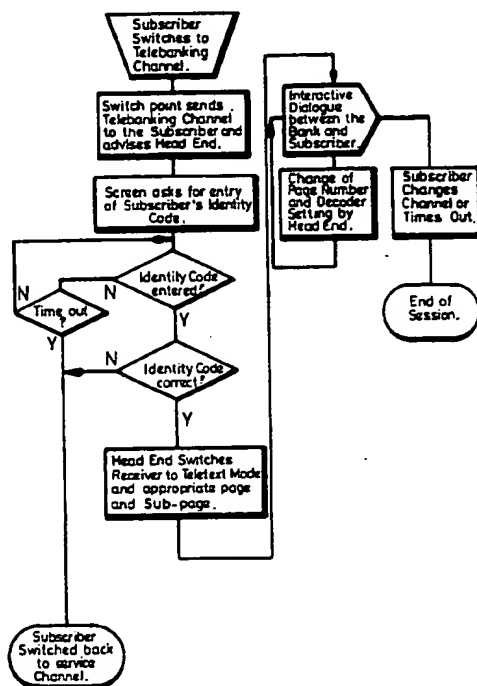 Subscriber
Switches to
Telebanking
Channel.
Switch point sends
Telebanking Channel
to the Subscriber and
advises Head End.
Screen asks for entry
of Subscriber's Identity
Code.
Identity Code
entered?
N
Y
Time out
?
N
Y
Identity Code
correct?
N
Y
Head End Switches
Receiver to Teletext Mode
and appropriate page
and Sub-page.
Subscriber
Switched back
to service
Channel.
Interactive
Dialogue
between the
Bank and
Subscriber.
Change of
Page Number
and Decoder
Setting by
Head End.
Subscriber
Changes
Channel or
Times Out.
End of
Session.